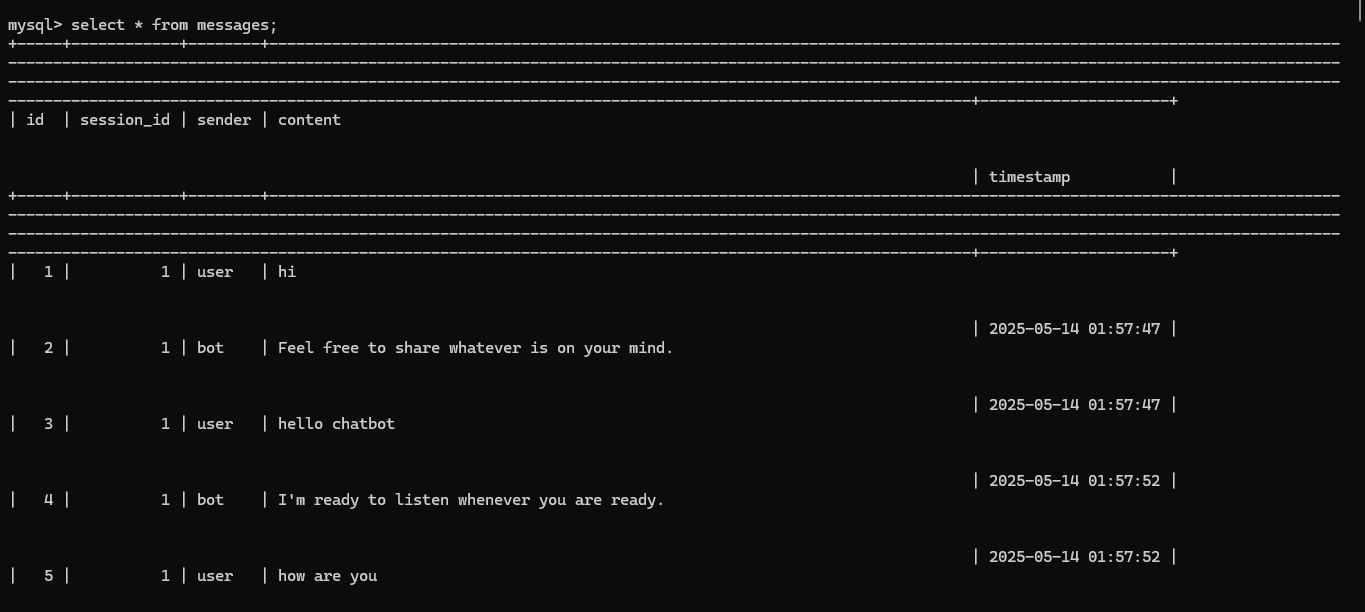 mysql> select * from messages;
| id | session_id | sender | content
| timestamp |
| 1 | 1 | user | hi
| 2025-05-14 01:57:47 |
| 2 | 1 | bot | Feel free to share whatever is on your mind.
| 2025-05-14 01:57:47 |
| 3 | 1 | user | hello chatbot
| 2025-05-14 01:57:52 |
| 4 | 1 | bot | I'm ready to listen whenever you are ready.
| 2025-05-14 01:57:52 |
| 5 | 1 | user | how are you